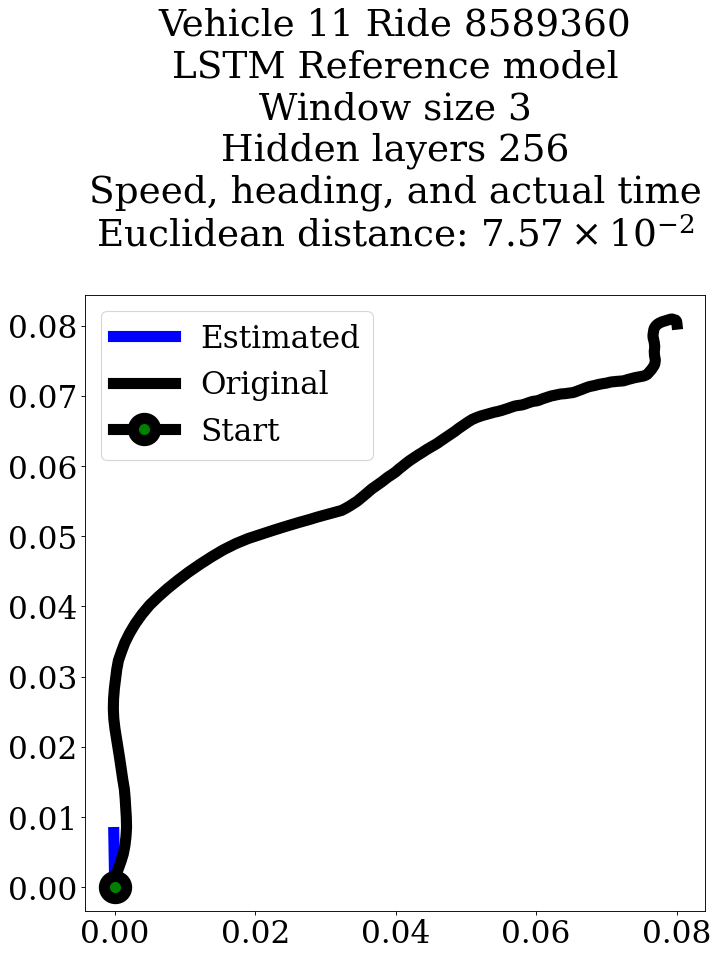 Vehicle 11 Ride 8589360
LSTM Reference model
Window size 3
Hidden layers 256
Speed, heading, and actual time
Euclidean distance: 7.57 × 10⁻²
Estimated
Original
Start
0.08
0.07
0.06
0.05
0.04
0.03
0.02
0.01
0.00
0.00 0.02 0.04 0.06 0.08